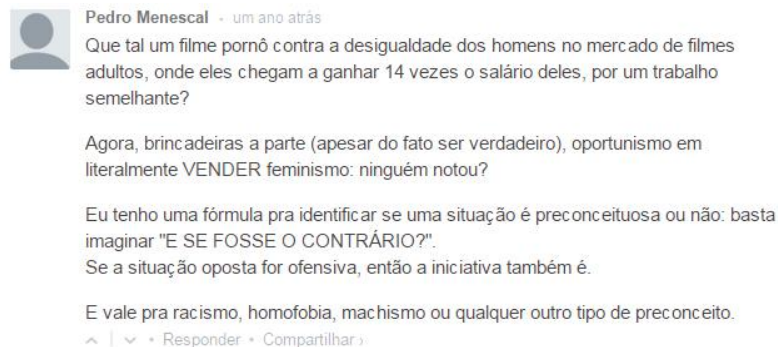 Pedro Menescal · um ano atrás
Que tal um filme pornô contra a desigualdade dos homens no mercado de filmes
adultos, onde eles chegam a ganhar 14 vezes o salário deles, por um trabalho
semelhante?
Agora, brincadeiras a parte (apesar do fato ser verdadeiro), oportunismo em
literalmente VENDER feminismo: ninguém notou?
Eu tenho uma fórmula pra identificar se uma situação é preconceituosa ou não: basta
imaginar "E SE FOSSE O CONTRÁRIO?".
Se a situação oposta for ofensiva, então a iniciativa também é.
E vale pra racismo, homofobia, machismo ou qualquer outro tipo de preconceito.
• Responder • Compartilhar ›